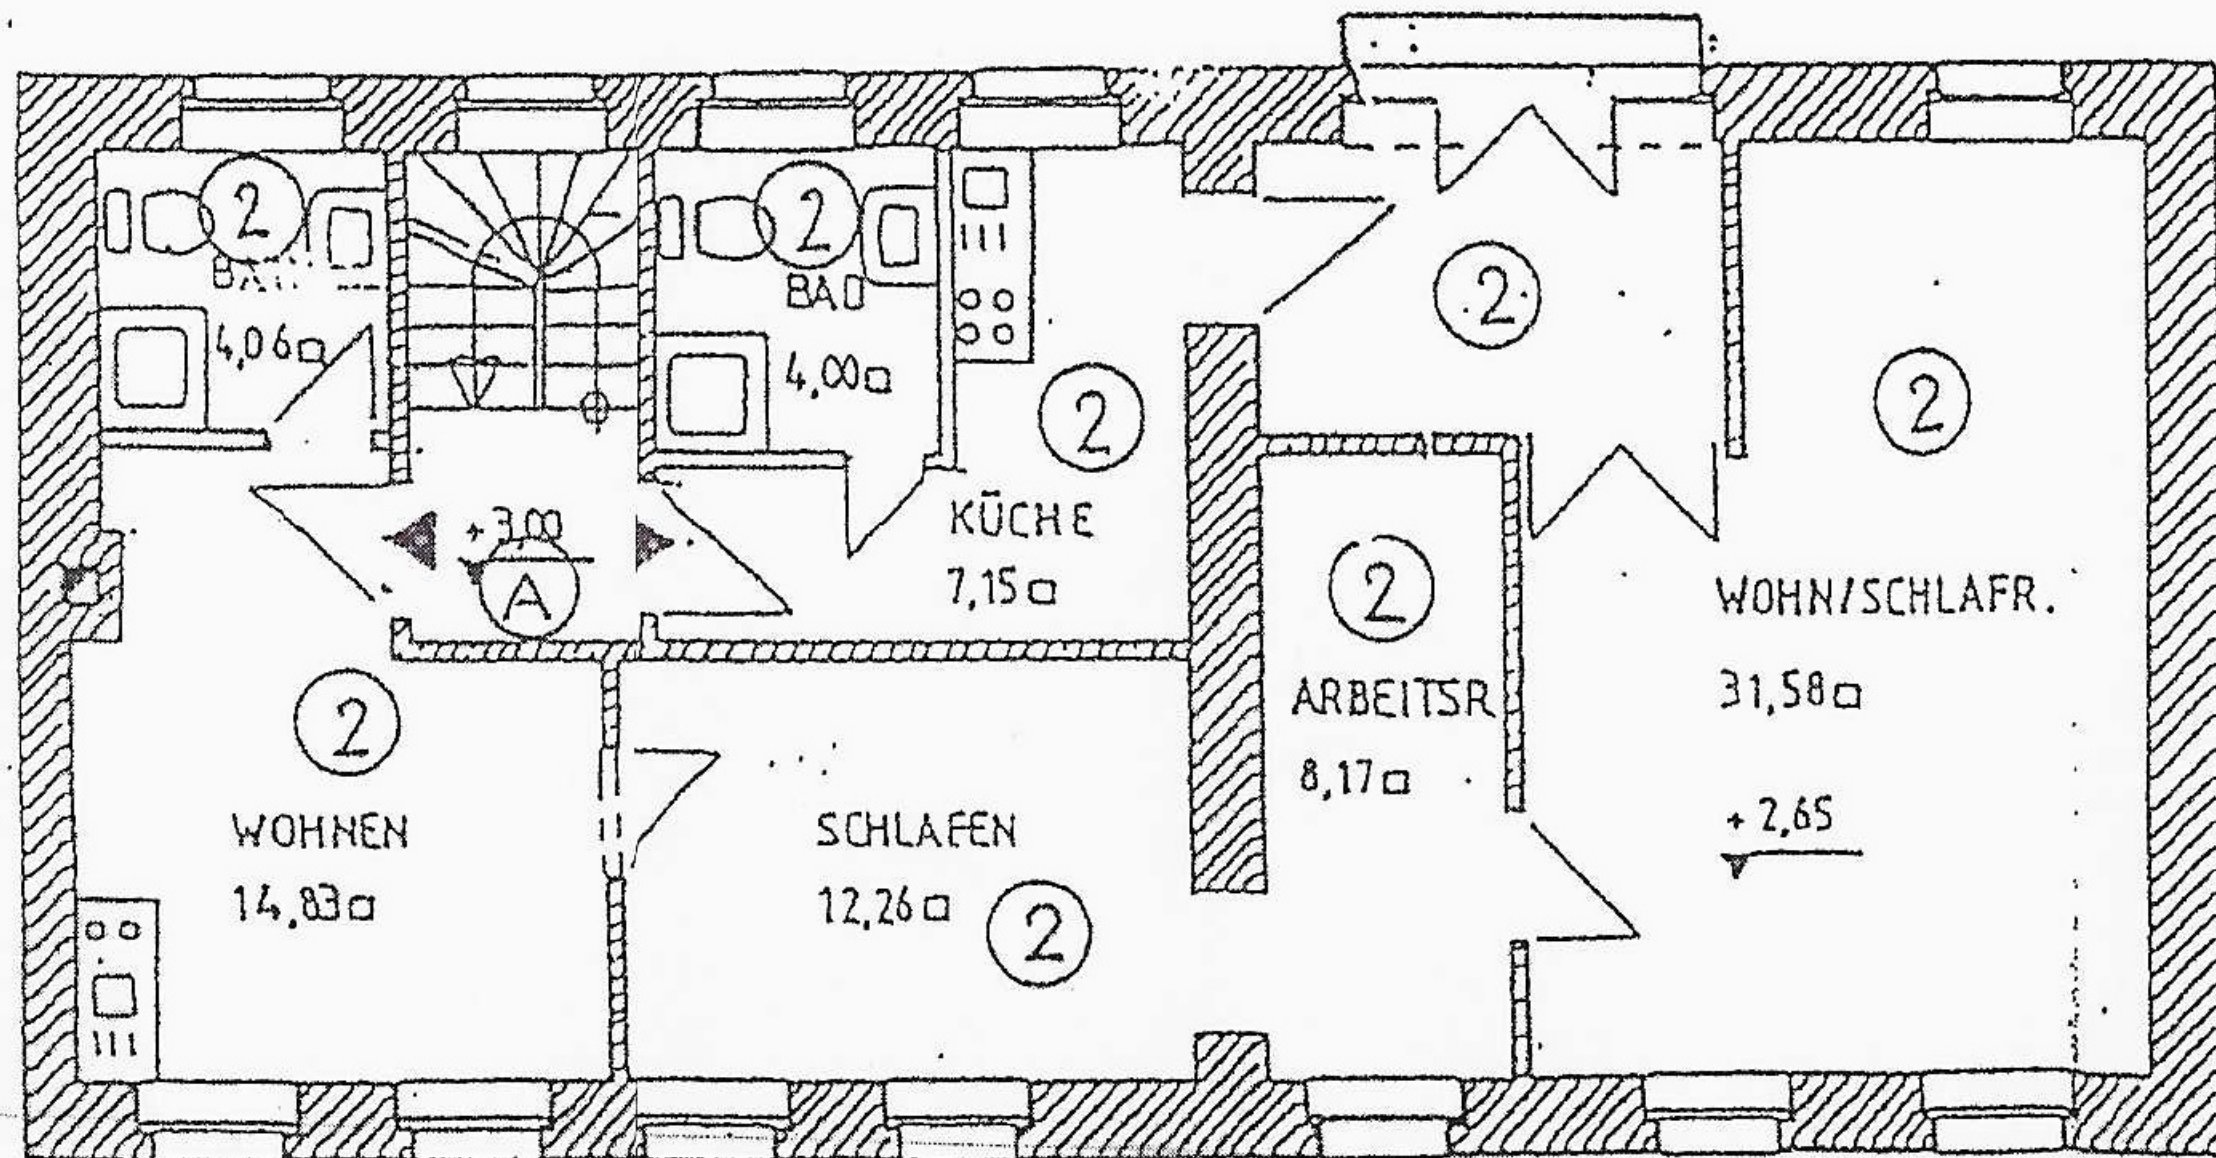 2
BAD
4,06□
2
BAD
4,00□
2
2
2
KÜCHE
7,15□
+3,00
A
2
ARBEITSR
8,17□
WOHN/SCHLAFR.
31,58□
+2,65
2
WOHNEN
14,83□
SCHLAFEN
12,26□
2